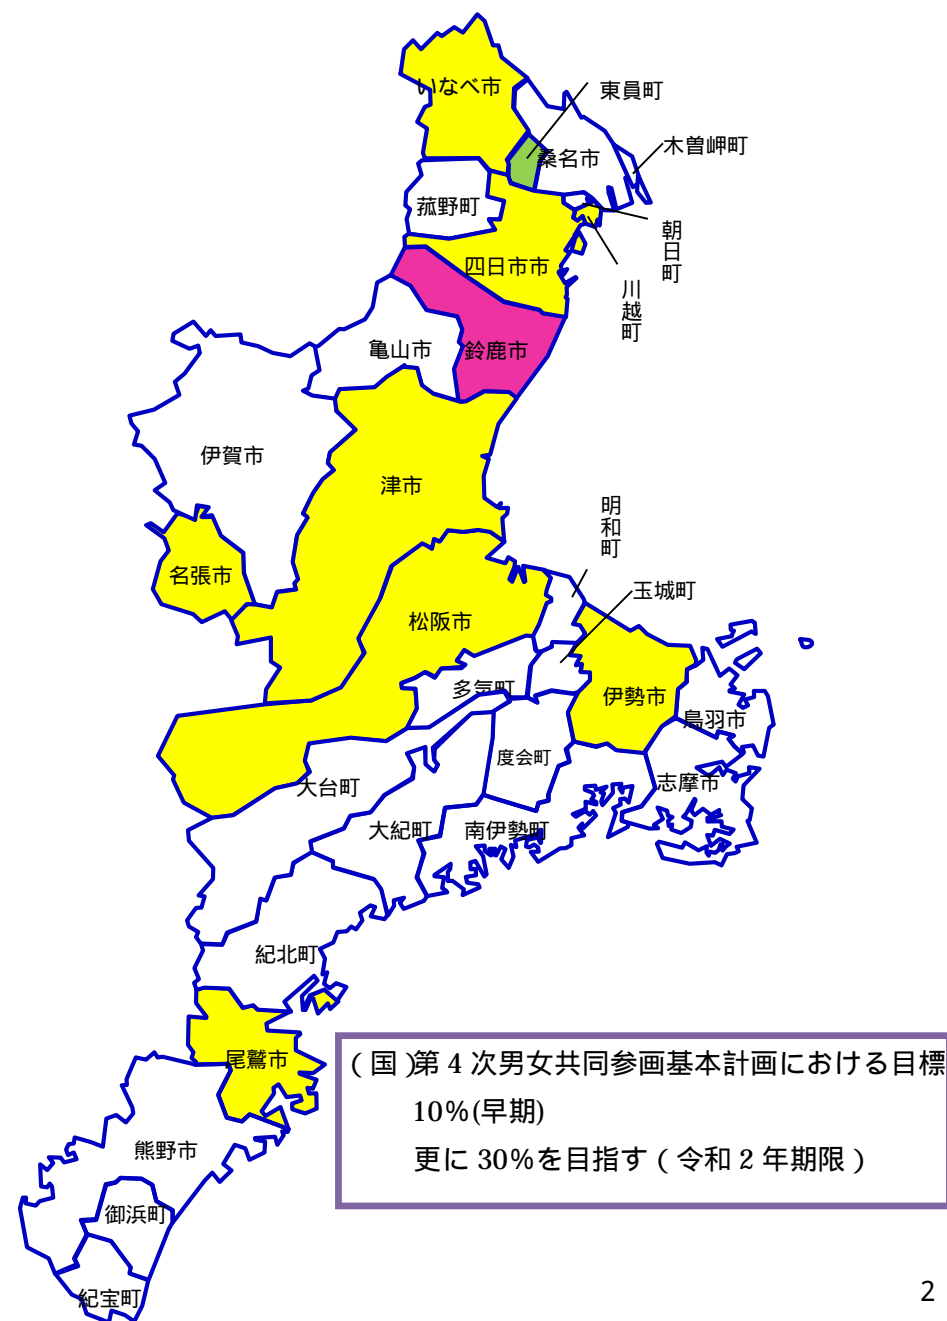 いなべ市
東員町
桑名市
木曽岬町
菰野町
朝日町
四日市市
川越町
亀山市
鈴鹿市
伊賀市
津市
明和町
名張市
玉城町
松阪市
多気町
伊勢市
鳥羽市
度会町
志摩市
大台町
大紀町
南伊勢町
紀北町
尾鷲市
(国)第4次男女共同参画基本計画における目標
10%(早期)
更に30%を目指す(令和2年期限)
熊野市
御浜町
紀宝町
2